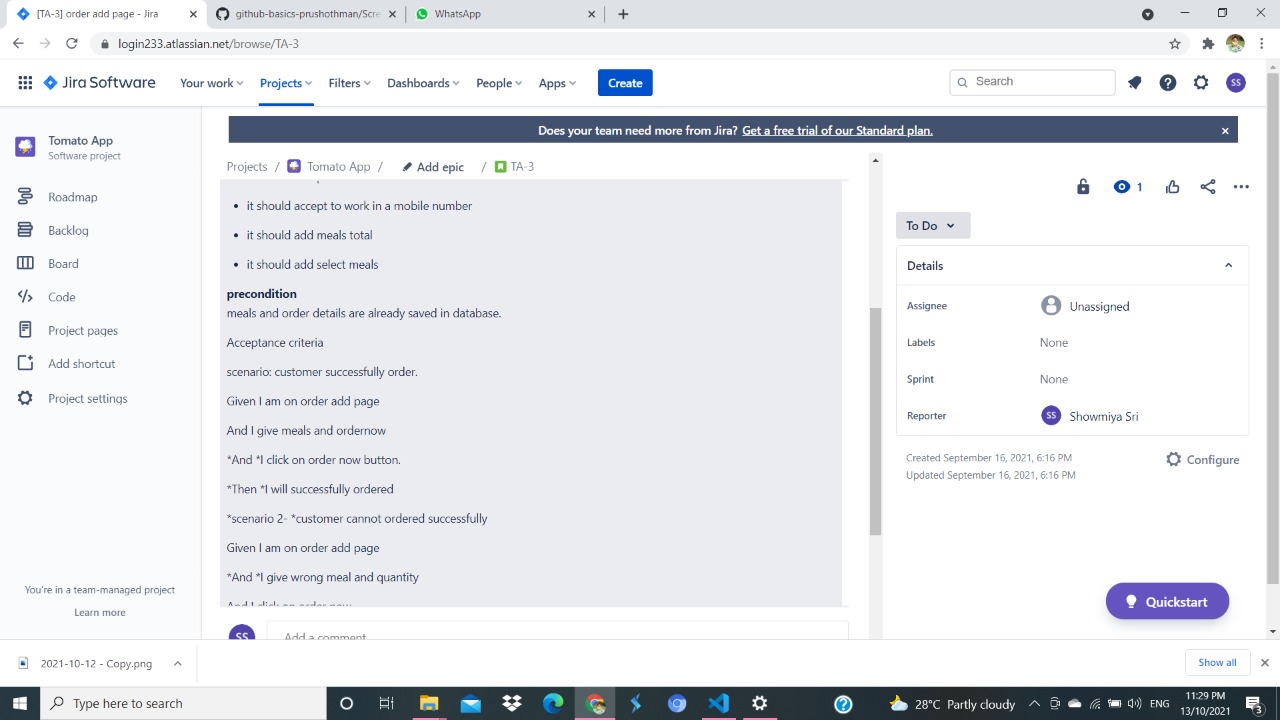 [TA-3] order add page - Jira
github-basics-prushothman/Scre
WhatsApp
login233.atlassian.net/browse/TA-3
Jira Software
Your work
Projects
Filters
Dashboards
People
Apps
Create
Search
SS
Does your team need more from Jira? Get a free trial of our Standard plan.
Tomato App
Software project
Roadmap
Backlog
Board
Code
Project pages
Add shortcut
Project settings
You're in a team-managed project
Learn more
Projects / Tomato App / Add epic / TA-3
• it should accept to work in a mobile number
• it should add meals total
• it should add select meals
precondition
meals and order details are already saved in database.
Acceptance criteria
scenario: customer successfully order.
Given I am on order add page
And I give meals and ordernow
*And *I click on order now button.
*Then *I will successfully ordered
*scenario 2- *customer cannot ordered successfully
Given I am on order add page
*And *I give wrong meal and quantity
And I click on order now
SS
Add a comment
1
To Do
Details
Assignee
Unassigned
Labels
None
Sprint
None
Reporter
SS
Showmiya Sri
Created September 16, 2021, 6:16 PM
Updated September 16, 2021, 6:16 PM
Configure
Quickstart
2021-10-12 - Copy.png
Show all
Type here to search
28°C Partly cloudy
ENG
11:29 PM
13/10/2021
3